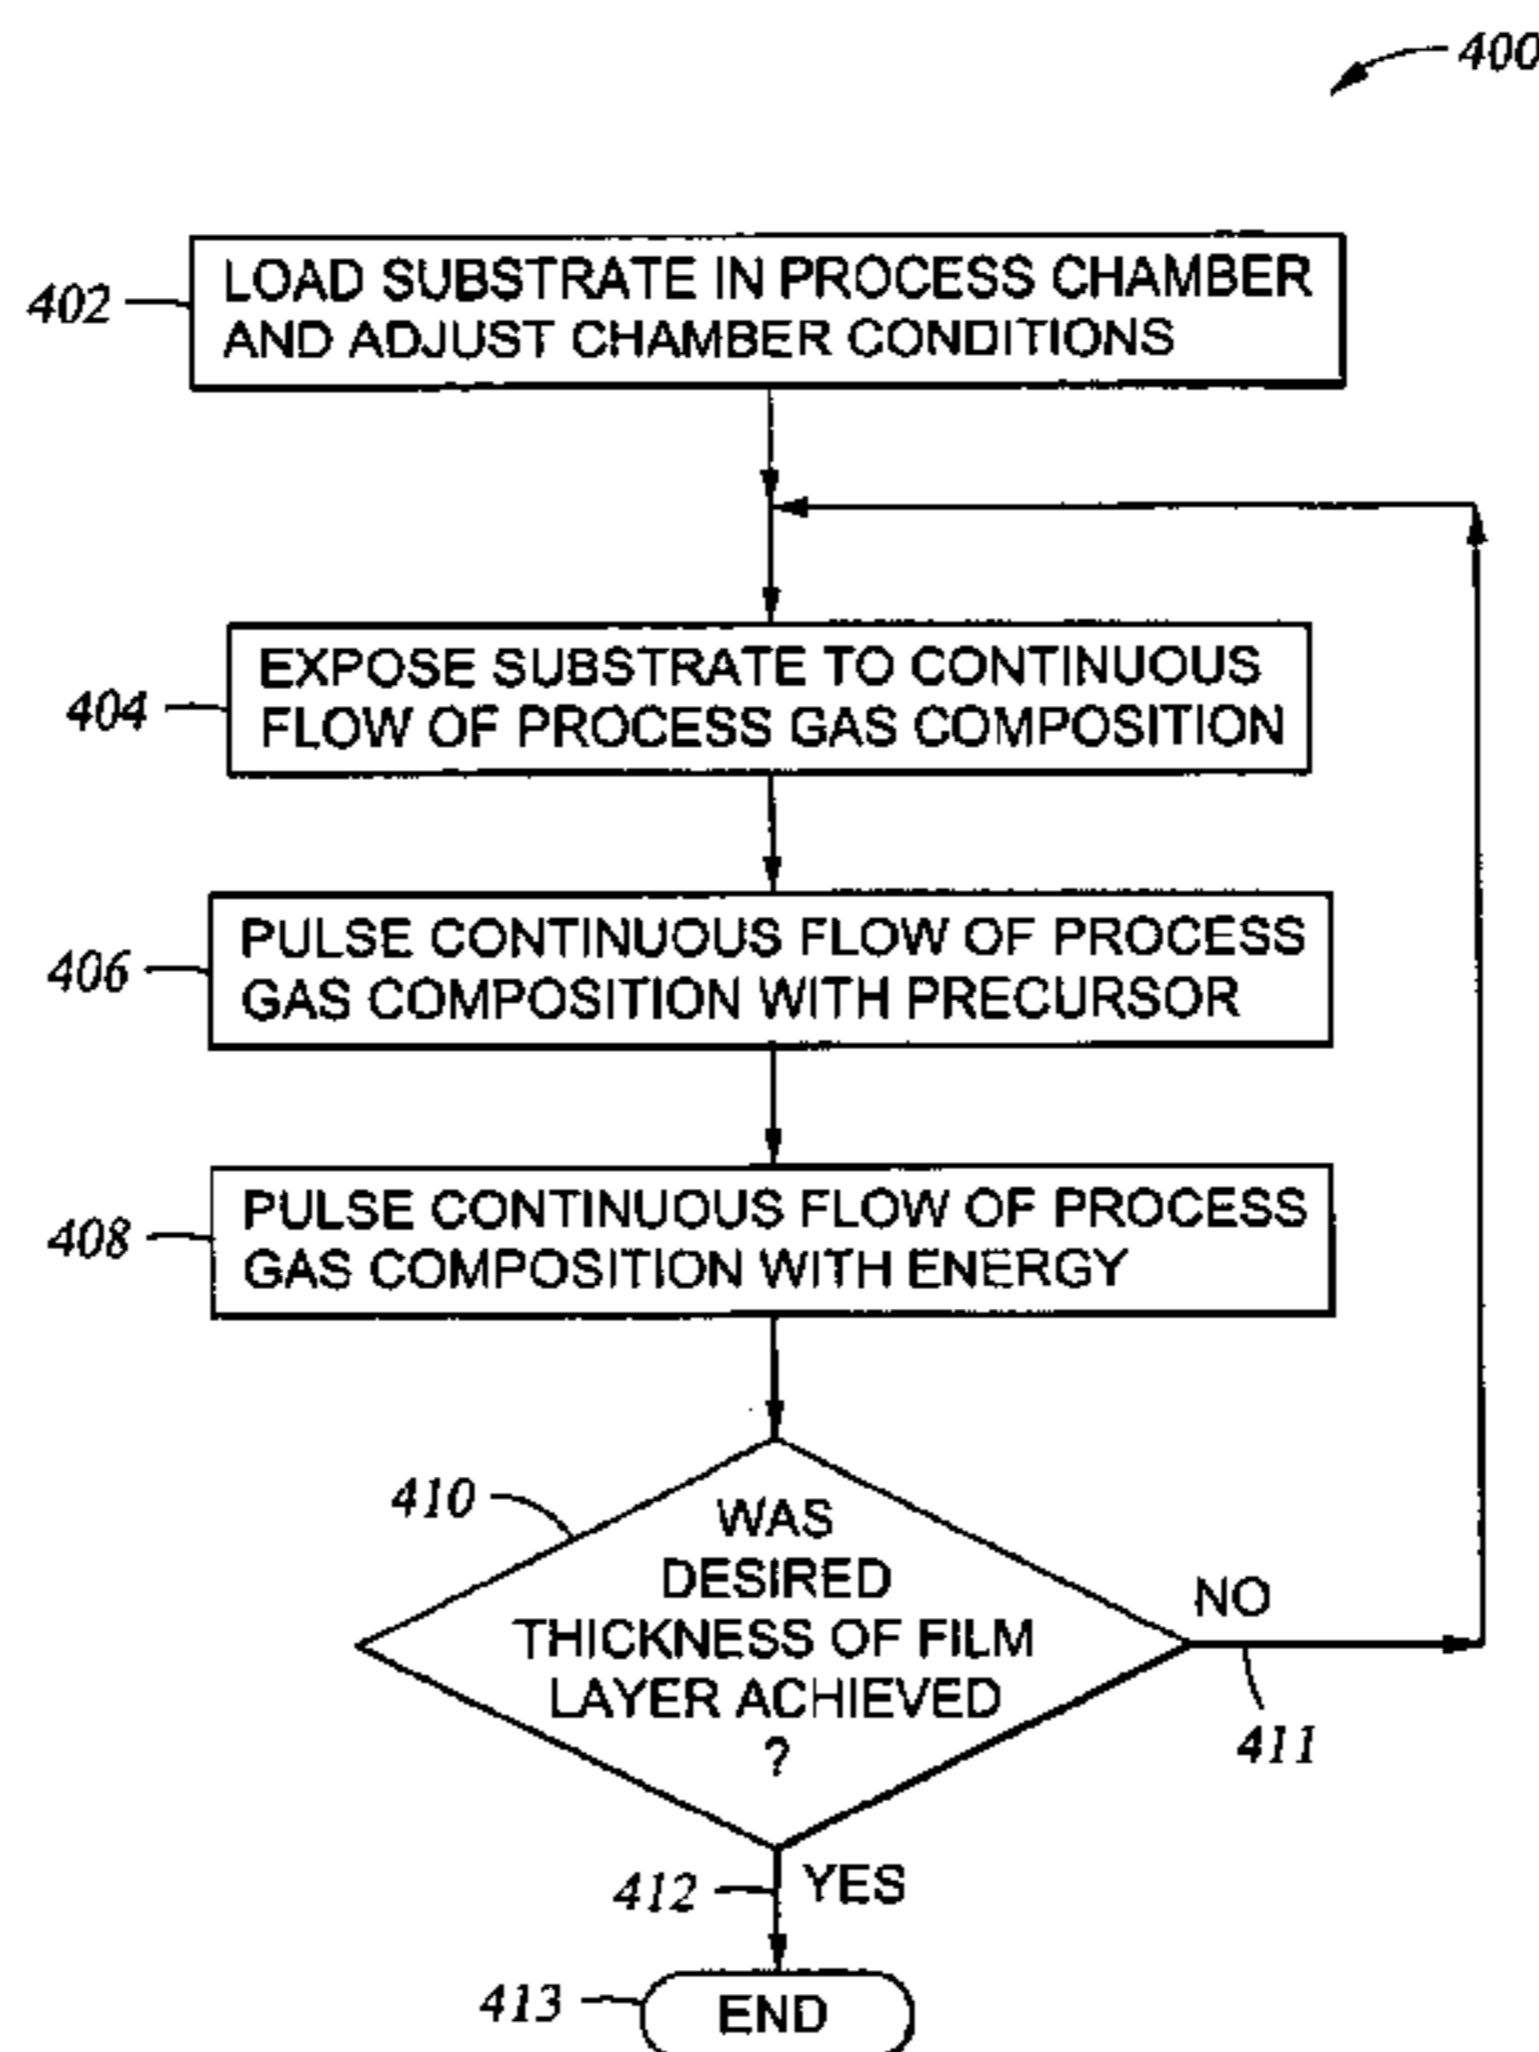 400
402
LOAD SUBSTRATE IN PROCESS CHAMBER
AND ADJUST CHAMBER CONDITIONS
404
EXPOSE SUBSTRATE TO CONTINUOUS
FLOW OF PROCESS GAS COMPOSITION
406
PULSE CONTINUOUS FLOW OF PROCESS
GAS COMPOSITION WITH PRECURSOR
408
PULSE CONTINUOUS FLOW OF PROCESS
GAS COMPOSITION WITH ENERGY
410
WAS
DESIRED
THICKNESS OF FILM
LAYER ACHIEVED
?
NO
411
412
YES
413
END